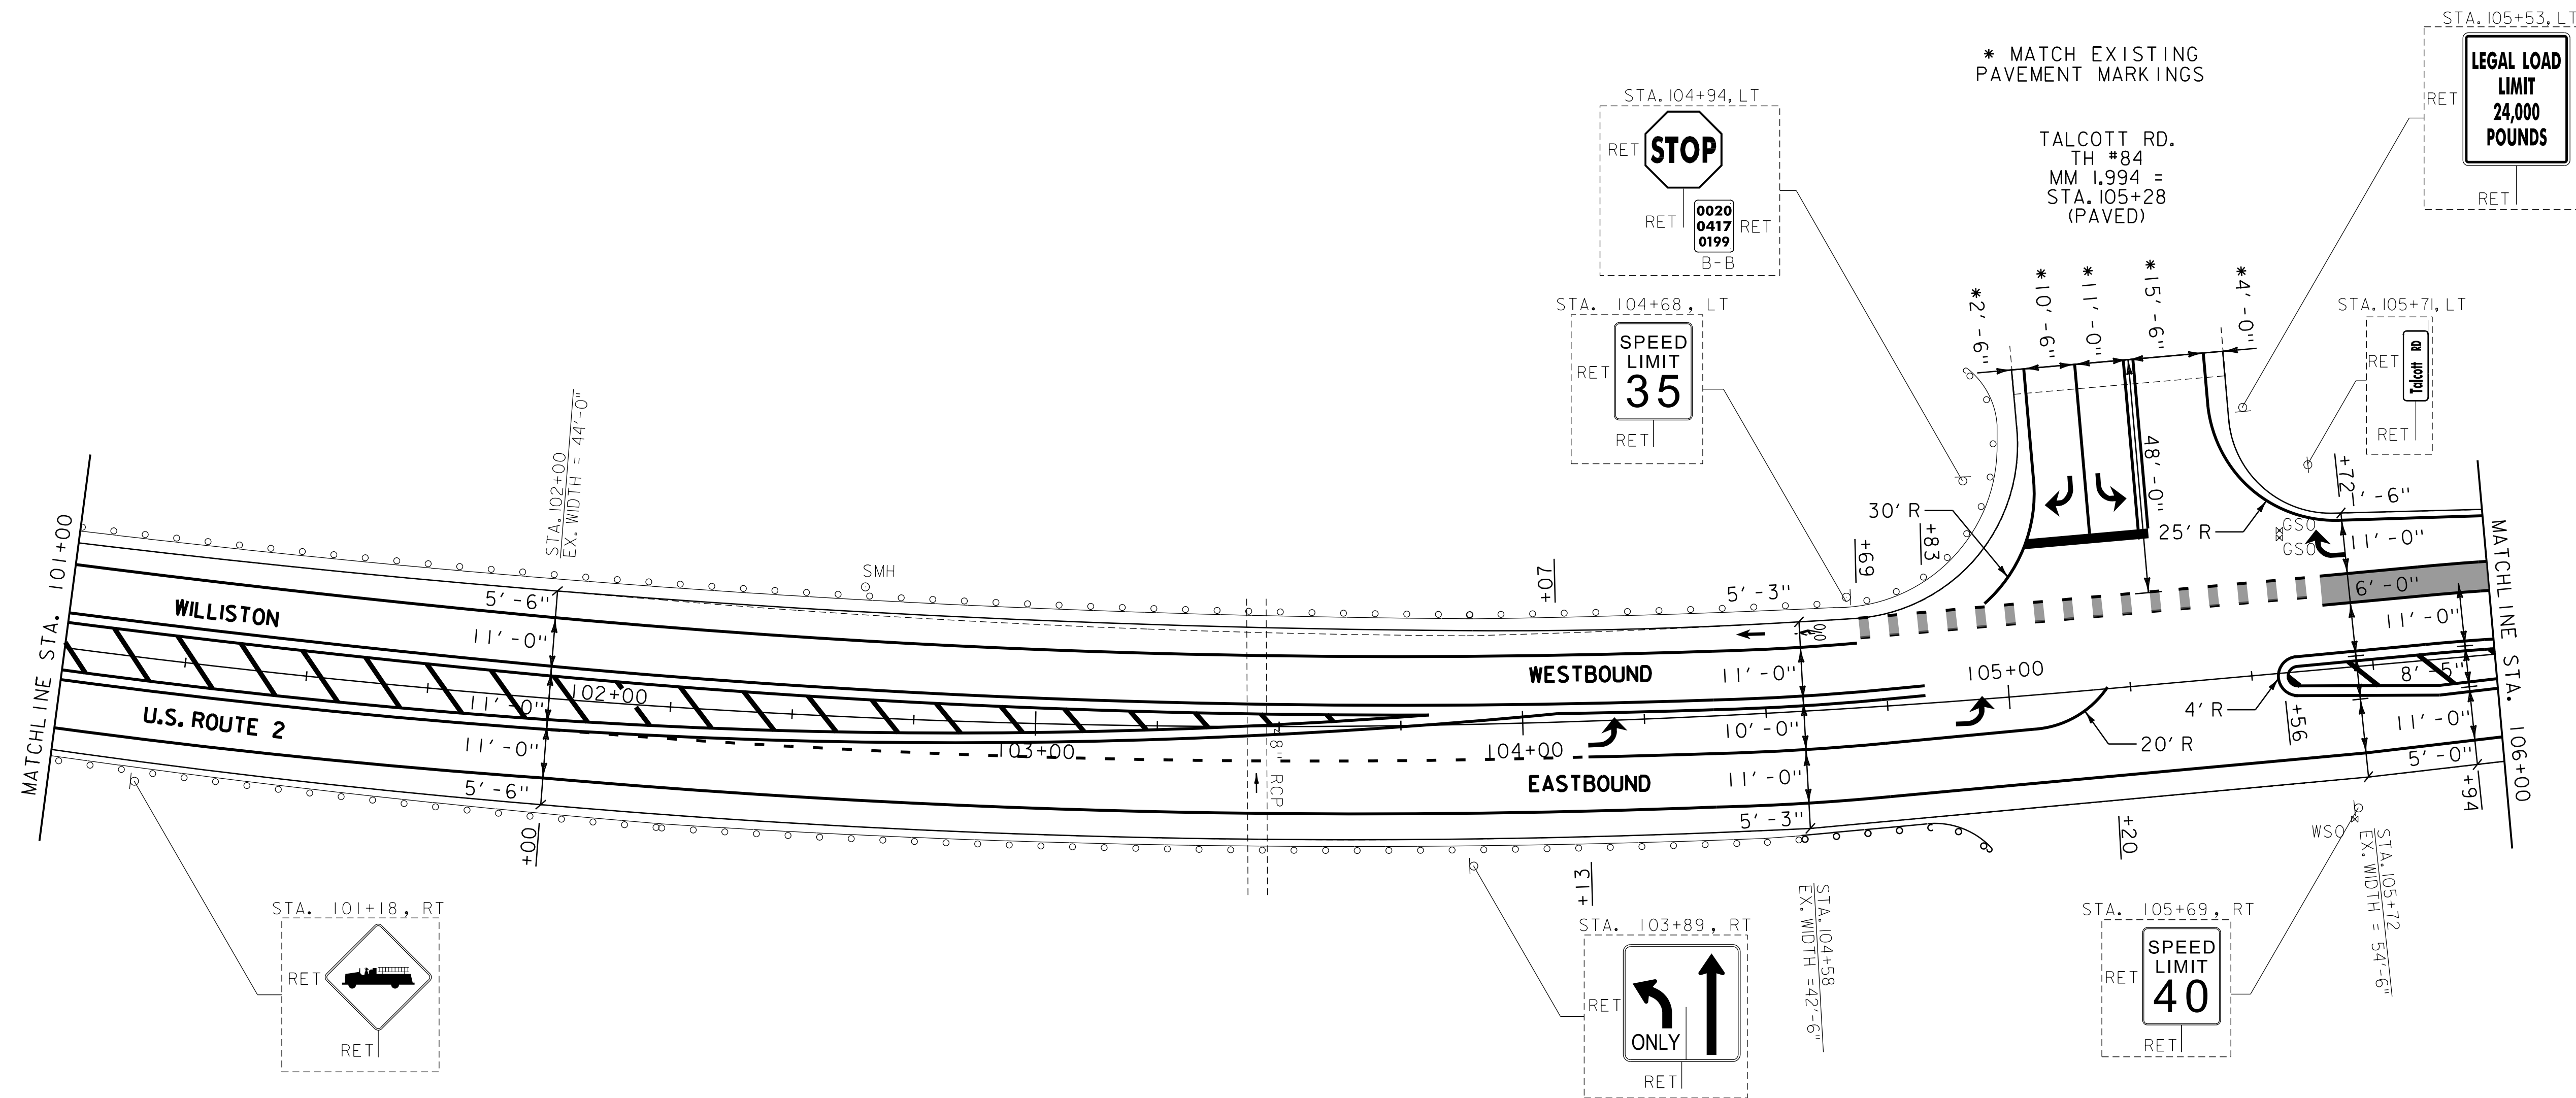 STA. 105+53, LT
LEGAL LOAD
LIMIT
24,000
POUNDS
RET
RET
* MATCH EXISTING
PAVEMENT MARKINGS
TALCOTT RD.
TH #84
MM 1.994 =
STA. 105+28
(PAVED)
STA. 104+94, LT
STOP
RET
RET
0020
0417
0199
RET
B-B
STA. 104+68, LT
SPEED
LIMIT
35
RET
RET
STA. 105+71, LT
Talcott RD
RET
RET
*2'-6"
*10'-6"
*11'-0"
*15'-6"
*4'-0"
48'-0"
30' R
25' R
+83
+69
+07
+72
GSO
GSO
11'-0"
6'-0"
11'-0"
8'-5"
11'-0"
5'-0"
4' R
20' R
+56
+94
+20
WSO
MATCHLINE STA. 106+00
MATCHLINE STA. 101+00
STA. 102+00
EX. WIDTH = 44'-0"
SMH
WILLISTON
U.S. ROUTE 2
5'-6"
11'-0"
11'-0"
11'-0"
5'-6"
+00
102+00
103+00
104+00
105+00
RCP
WESTBOUND
EASTBOUND
5'-3"
11'-0"
10'-0"
11'-0"
5'-3"
+13
STA. 104+58
EX. WIDTH =42'-6"
STA. 105+72
EX. WIDTH = 54'-6"
STA. 101+18, RT
RET
RET
STA. 103+89, RT
ONLY
RET
RET
STA. 105+69, RT
SPEED
LIMIT
40
RET
RET